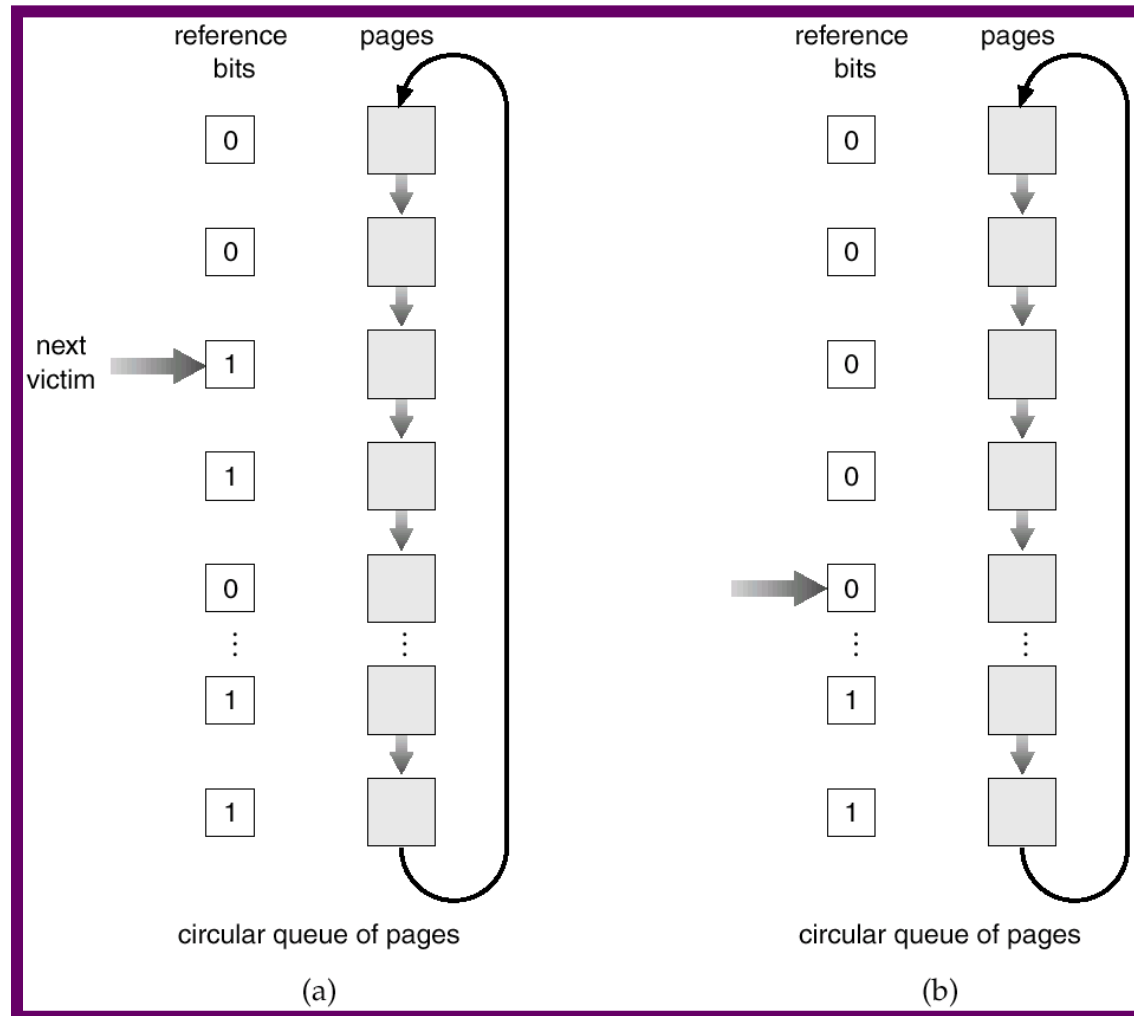 reference pages
bits
0
0
next
victim
1
1
0
⋮ ⋮
1
1
circular queue of pages
(a)
reference pages
bits
0
0
0
0
0
⋮ ⋮
1
1
circular queue of pages
(b)